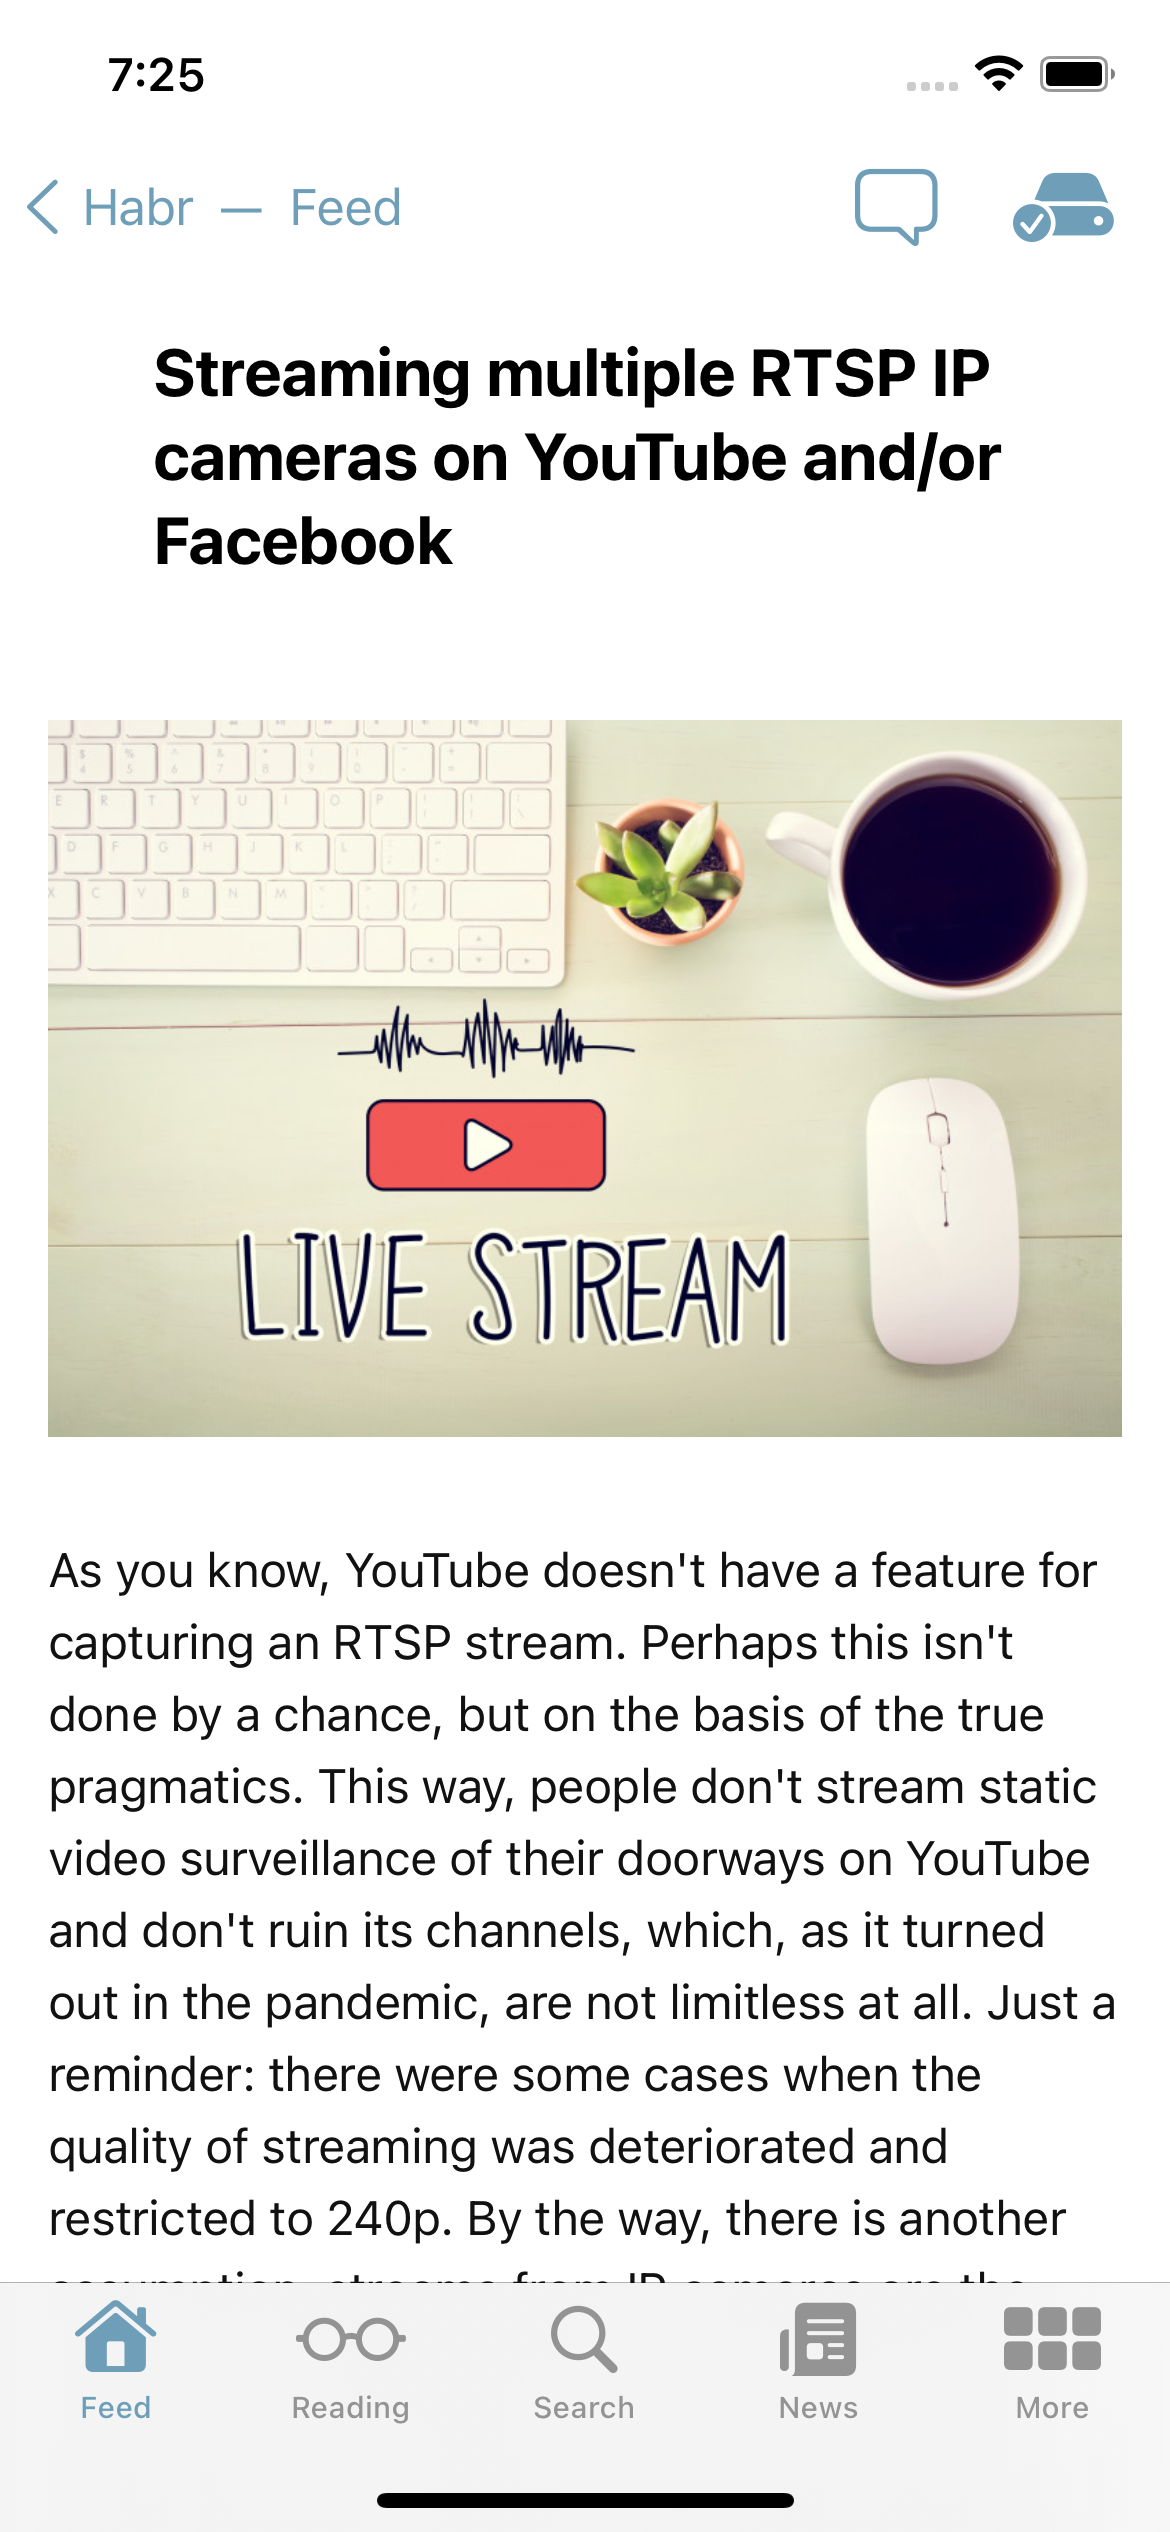 7:25
Habr — Feed
Streaming multiple RTSP IP
cameras on YouTube and/or
Facebook
LIVE STREAM
As you know, YouTube doesn't have a feature for
capturing an RTSP stream. Perhaps this isn't
done by a chance, but on the basis of the true
pragmatics. This way, people don't stream static
video surveillance of their doorways on YouTube
and don't ruin its channels, which, as it turned
out in the pandemic, are not limitless at all. Just a
reminder: there were some cases when the
quality of streaming was deteriorated and
restricted to 240p. By the way, there is another
Feed
Reading
Search
News
More